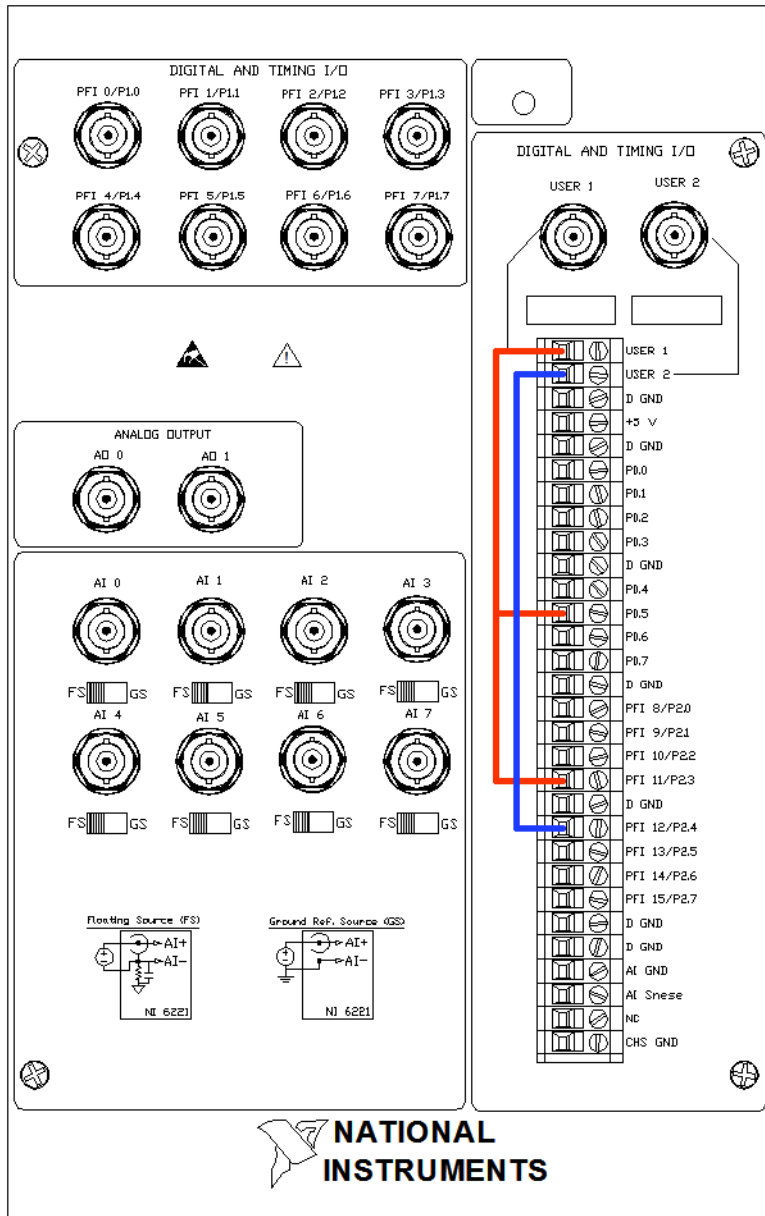 DIGITAL AND TIMING I/O
PFI 0/P1.0 PFI 1/P1.1 PFI 2/P1.2 PFI 3/P1.3
PFI 4/P1.4 PFI 5/P1.5 PFI 6/P1.6 PFI 7/P1.7
ANALOG OUTPUT
AO 0 AO 1
AI 0 AI 1 AI 2 AI 3
FS GS FS GS FS GS FS GS
AI 4 AI 5 AI 6 AI 7
FS GS FS GS FS GS FS GS
Floating Source (FS)
AI+
AI-
NI 6221
Ground Ref. Source (GS)
AI+
AI-
NI 6221
DIGITAL AND TIMING I/O
USER 1 USER 2
USER 1
USER 2
D GND
+5 V
D GND
P0.0
P0.1
P0.2
P0.3
D GND
P0.4
P0.5
P0.6
P0.7
D GND
PFI 8/P2.0
PFI 9/P2.1
PFI 10/P2.2
PFI 11/P2.3
D GND
PFI 12/P2.4
PFI 13/P2.5
PFI 14/P2.6
PFI 15/P2.7
D GND
D GND
AI GND
AI Snese
NC
CHS GND
NATIONAL
INSTRUMENTS